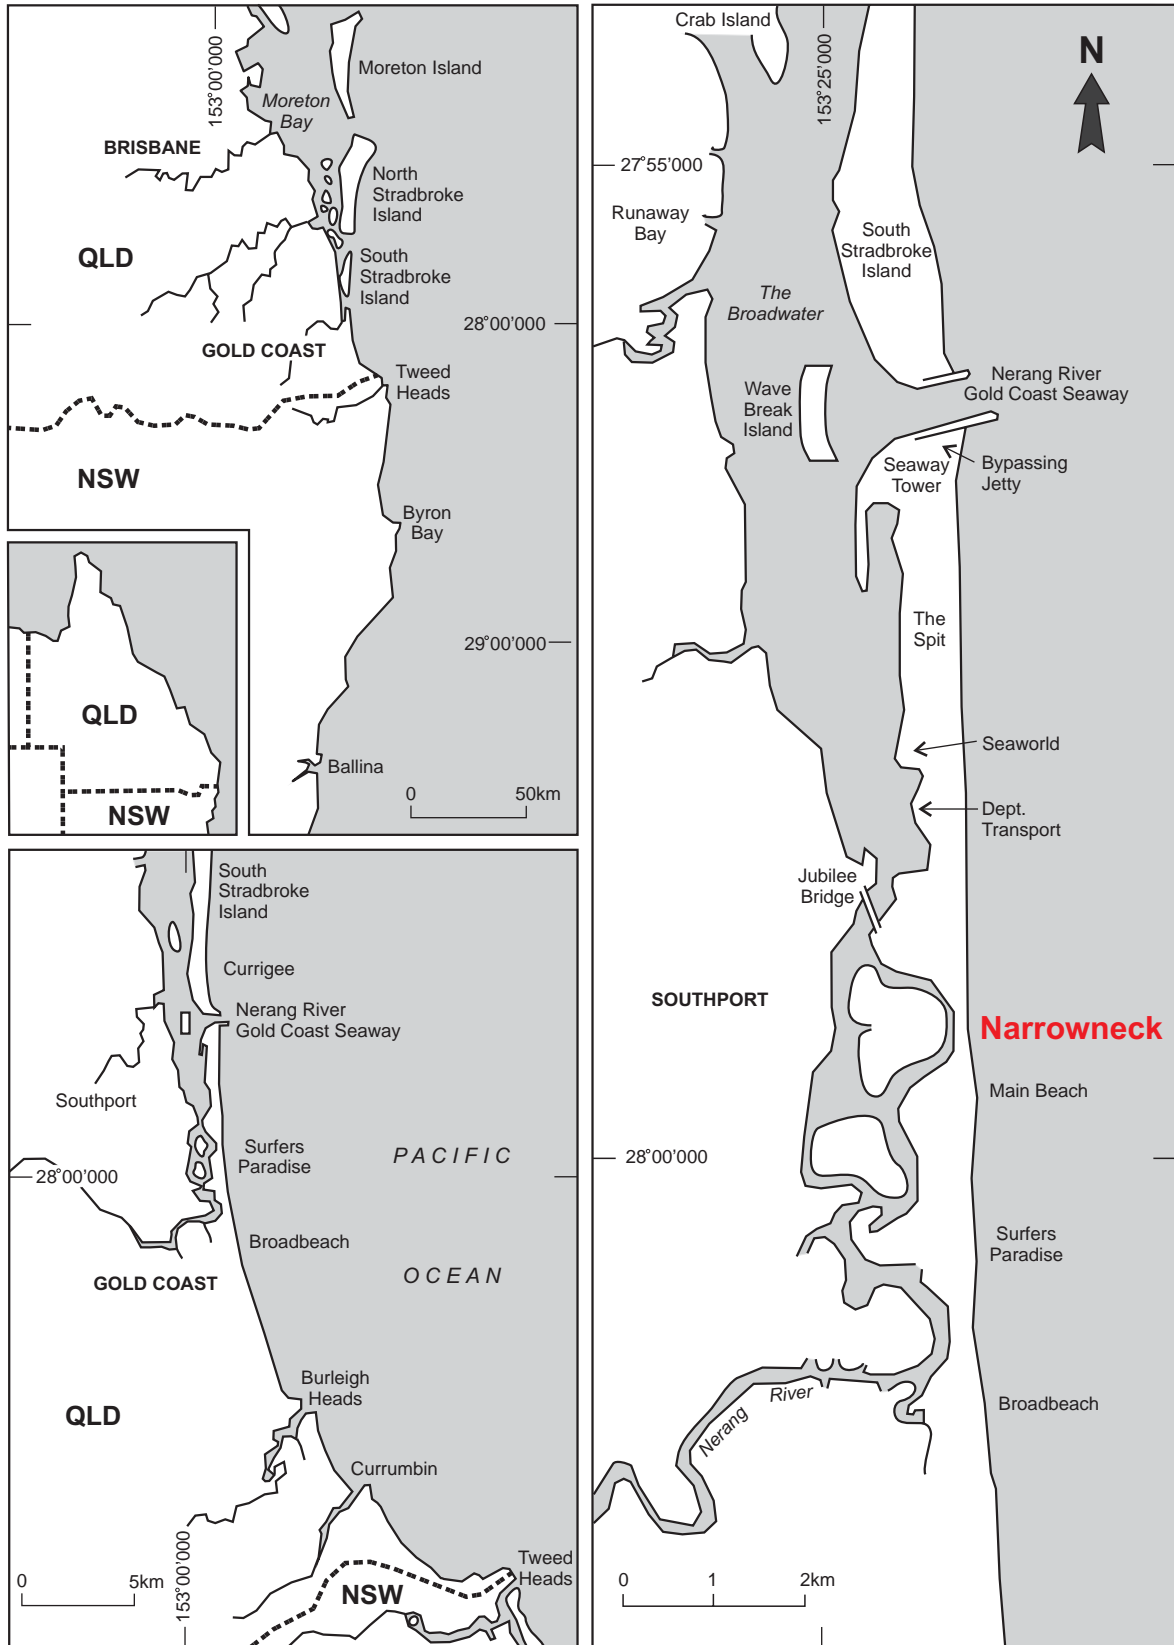 153°00'000
Moreton Island
Moreton
Bay
BRISBANE
North
Stradbroke
Island
QLD
South
Stradbroke
Island
28°00'000
GOLD COAST
Tweed
Heads
NSW
Byron
Bay
29°00'000
Ballina
0
50km
QLD
NSW
South
Stradbroke
Island
Currigee
Nerang River
Gold Coast Seaway
Southport
Surfers
Paradise
PACIFIC
28°00'000
Broadbeach
OCEAN
GOLD COAST
Burleigh
Heads
QLD
Currumbin
153°00'000
Tweed
Heads
0
5km
NSW
Crab Island
153°25'000
N
27°55'000
Runaway
Bay
South
Stradbroke
Island
The
Broadwater
Nerang River
Gold Coast Seaway
Wave
Break
Island
Seaway
Tower
Bypassing
Jetty
The
Spit
Seaworld
Dept.
Transport
Jubilee
Bridge
SOUTHPORT
Narrowneck
Main Beach
28°00'000
Surfers
Paradise
Nerang
River
Broadbeach
0
1
2km